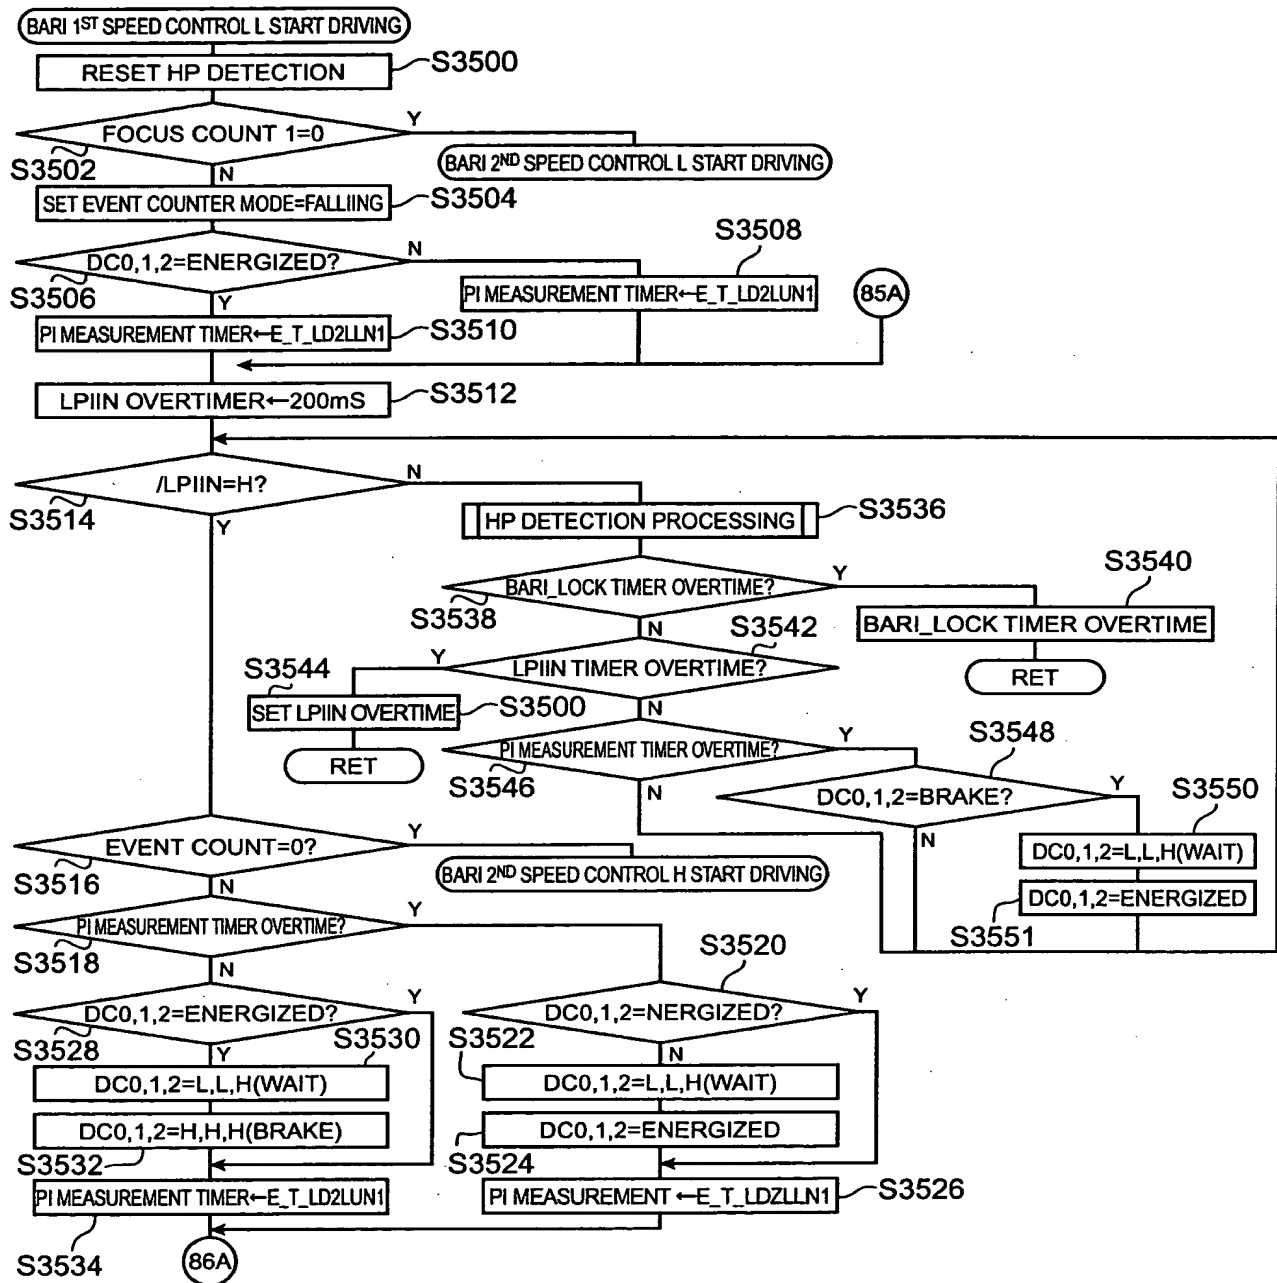 BARI 1ST SPEED CONTROL L START DRIVING
RESET HP DETECTION
S3500
FOCUS COUNT 1=0
Y
S3502
N
BARI 2ND SPEED CONTROL L START DRIVING
SET EVENT COUNTER MODE=FALLIING
S3504
DC0,1,2=ENERGIZED?
N
S3508
S3506
Y
PI MEASUREMENT TIMER←E_T_LD2LUN1
85A
PI MEASUREMENT TIMER←E_T_LD2LLN1
S3510
LPIIN OVERTIMER←200mS
S3512
/LPIIN=H?
N
S3514
Y
HP DETECTION PROCESSING
S3536
BARI_LOCK TIMER OVERTIME?
Y
S3540
S3538
N
BARI_LOCK TIMER OVERTIME
S3542
RET
LPIIN TIMER OVERTIME?
Y
S3544
N
SET LPIIN OVERTIME
S3500
RET
PI MEASUREMENT TIMER OVERTIME?
Y
S3548
S3546
N
DC0,1,2=BRAKE?
Y
S3550
N
DC0,1,2=L,L,H(WAIT)
DC0,1,2=ENERGIZED
S3551
EVENT COUNT=0?
Y
S3516
N
BARI 2ND SPEED CONTROL H START DRIVING
PI MEASUREMENT TIMER OVERTIME?
Y
S3518
N
S3520
DC0,1,2=ENERGIZED?
Y
DC0,1,2=NERGIZED?
Y
S3528
Y
S3530
S3522
N
DC0,1,2=L,L,H(WAIT)
DC0,1,2=L,L,H(WAIT)
DC0,1,2=H,H,H(BRAKE)
DC0,1,2=ENERGIZED
S3532
S3524
PI MEASUREMENT TIMER←E_T_LD2LUN1
PI MEASUREMENT ←E_T_LDZLLN1
S3526
S3534
86A